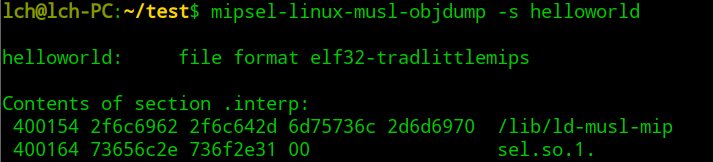 lch@lch-PC:~/test$ mipsel-linux-musl-objdump -s helloworld
helloworld:     file format elf32-tradlittlemips
Contents of section .interp:
 400154 2f6c6962 2f6c642d 6d75736c 2d6d6970  /lib/ld-musl-mip
 400164 73656c2e 736f2e31 00                 sel.so.1.